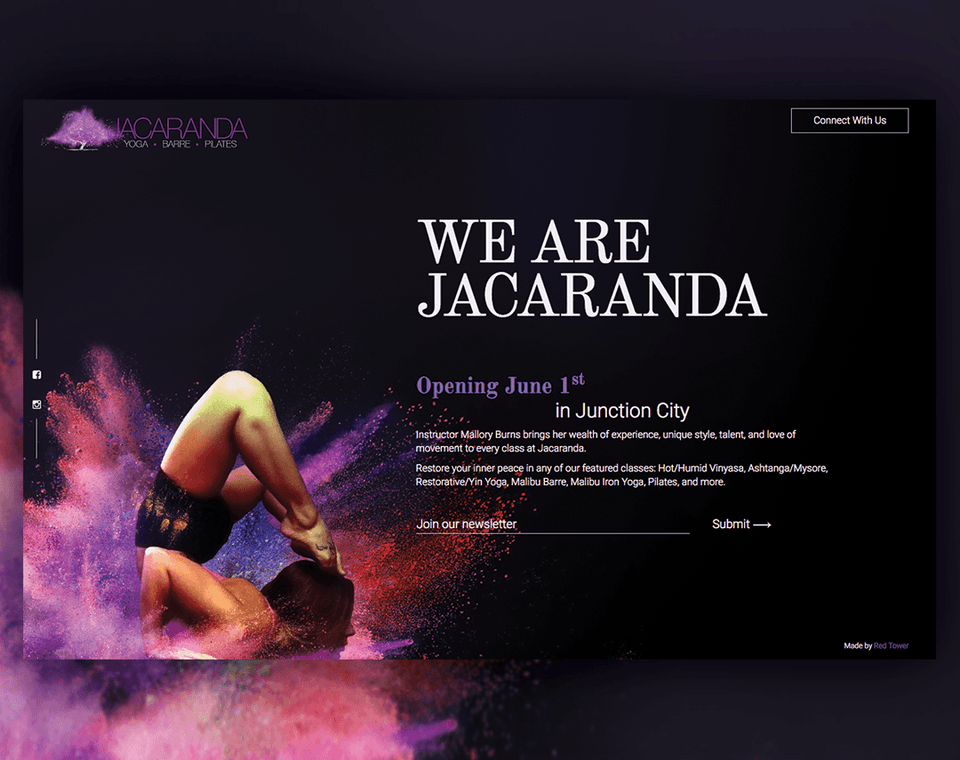 JACARANDA
YOGA • BARRE • PILATES
Connect With Us
WE ARE
JACARANDA
Opening June 1st
in Junction City
Instructor Mallory Burns brings her wealth of experience, unique style, talent, and love of
movement to every class at Jacaranda.
Restore your inner peace in any of our featured classes: Hot/Humid Vinyasa, Ashtanga/Mysore,
Restorative/Yin Yoga, Malibu Barre, Malibu Iron Yoga, Pilates, and more.
Join our newsletter
Submit ⟶
Made by Red Tower